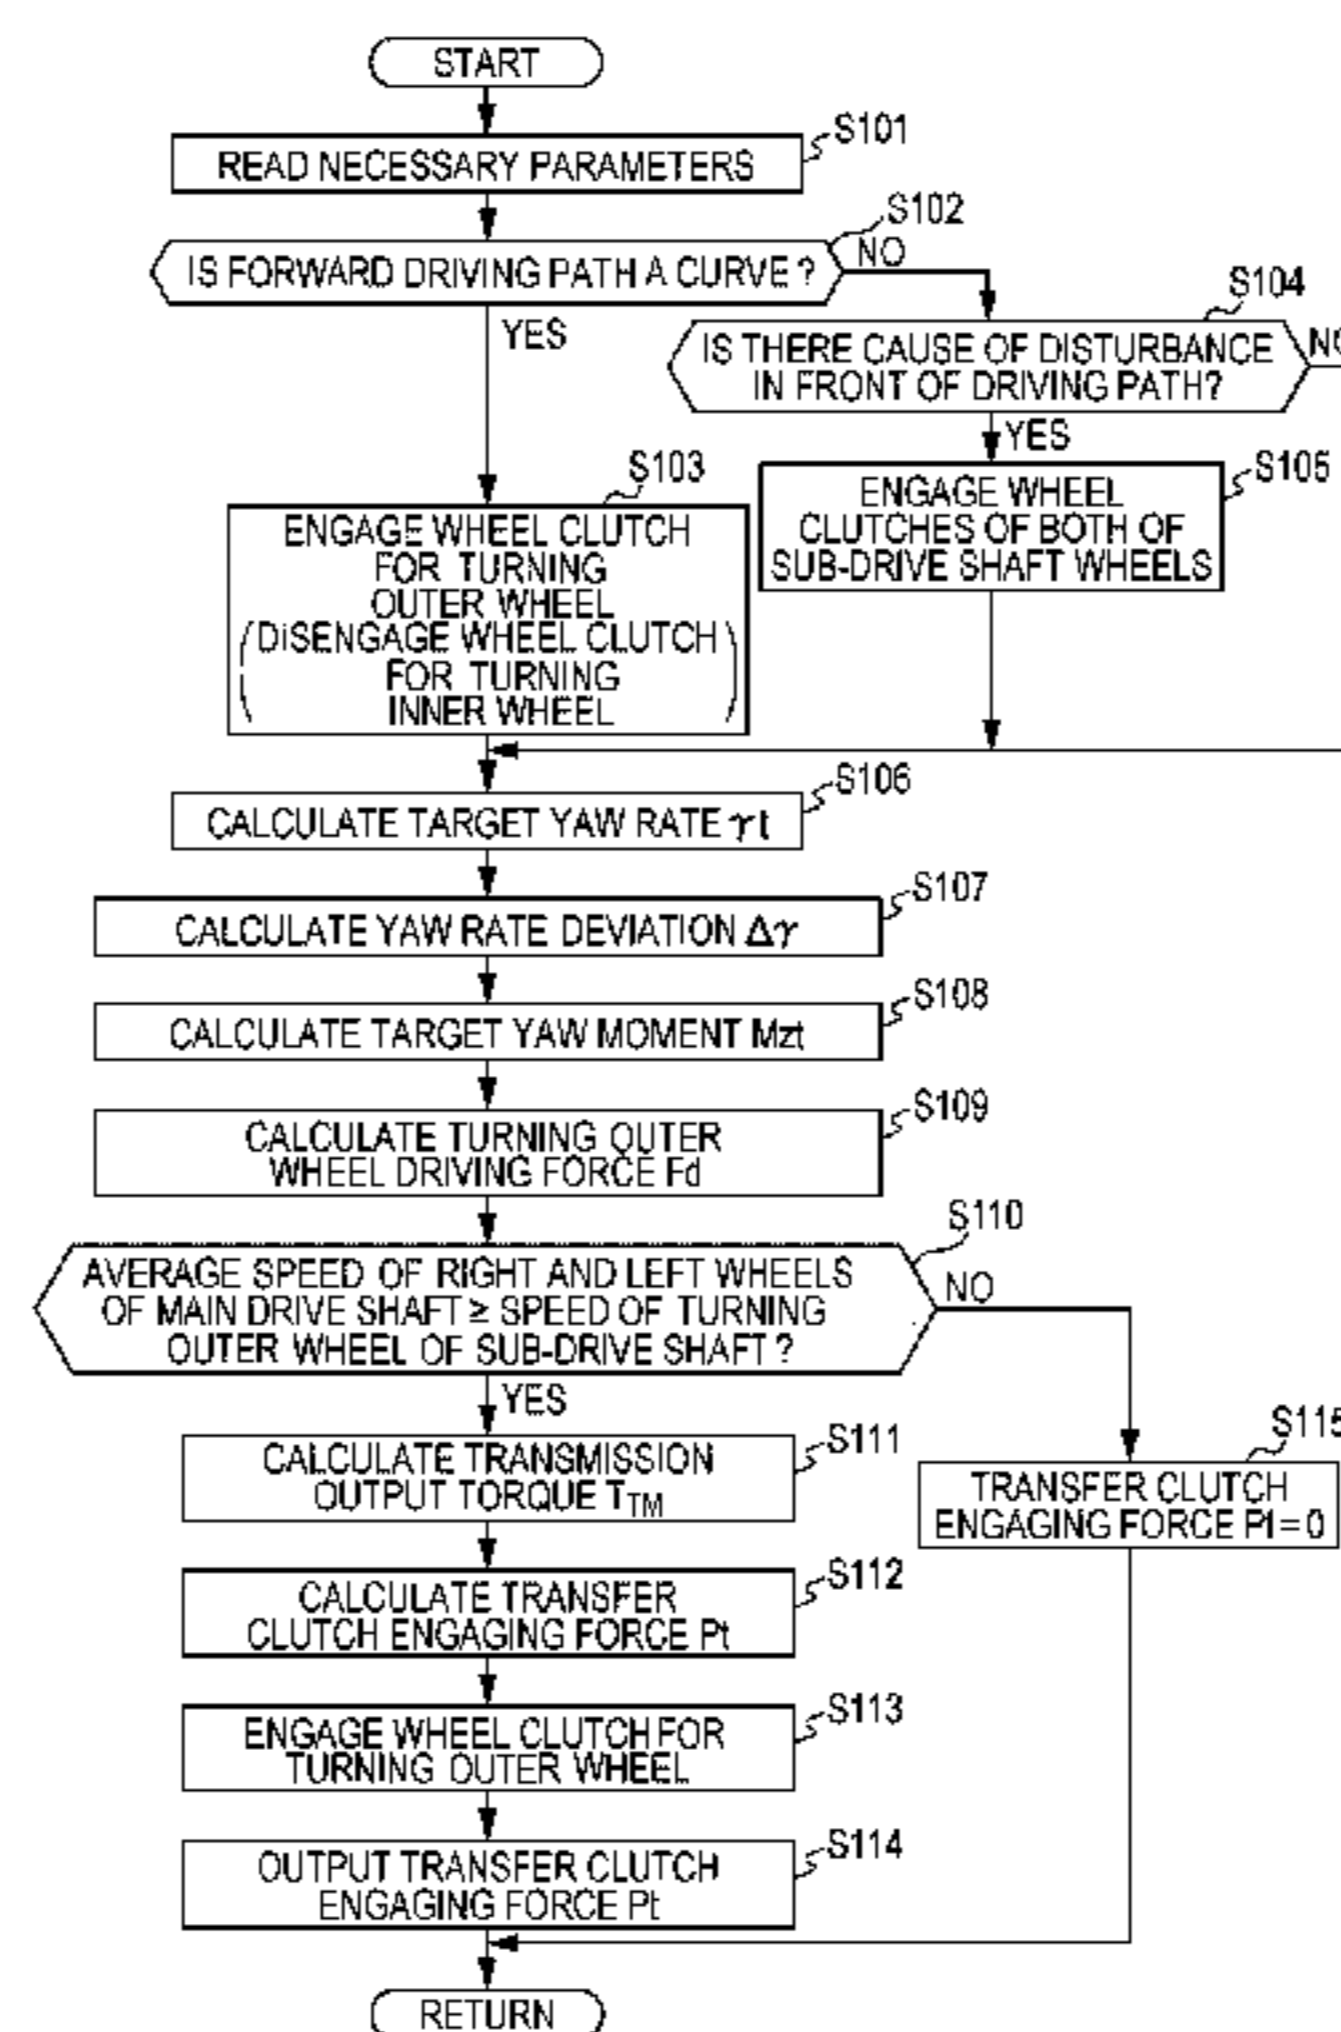 START
S101
READ NECESSARY PARAMETERS
S102
IS FORWARD DRIVING PATH A CURVE ?
NO
YES
S104
IS THERE CAUSE OF DISTURBANCE
IN FRONT OF DRIVING PATH?
NO
YES
S103
ENGAGE WHEEL CLUTCH
FOR TURNING
OUTER WHEEL
(DISENGAGE WHEEL CLUTCH
FOR TURNING
INNER WHEEL)
S105
ENGAGE WHEEL
CLUTCHES OF BOTH OF
SUB-DRIVE SHAFT WHEELS
S106
CALCULATE TARGET YAW RATE γt
S107
CALCULATE YAW RATE DEVIATION Δγ
S108
CALCULATE TARGET YAW MOMENT Mzt
S109
CALCULATE TURNING OUTER
WHEEL DRIVING FORCE Fd
S110
AVERAGE SPEED OF RIGHT AND LEFT WHEELS
OF MAIN DRIVE SHAFT ≥ SPEED OF TURNING
OUTER WHEEL OF SUB-DRIVE SHAFT ?
NO
YES
S111
CALCULATE TRANSMISSION
OUTPUT TORQUE TTM
S115
TRANSFER CLUTCH
ENGAGING FORCE Pt=0
S112
CALCULATE TRANSFER
CLUTCH ENGAGING FORCE Pt
S113
ENGAGE WHEEL CLUTCH FOR
TURNING OUTER WHEEL
S114
OUTPUT TRANSFER CLUTCH
ENGAGING FORCE Pt
RETURN